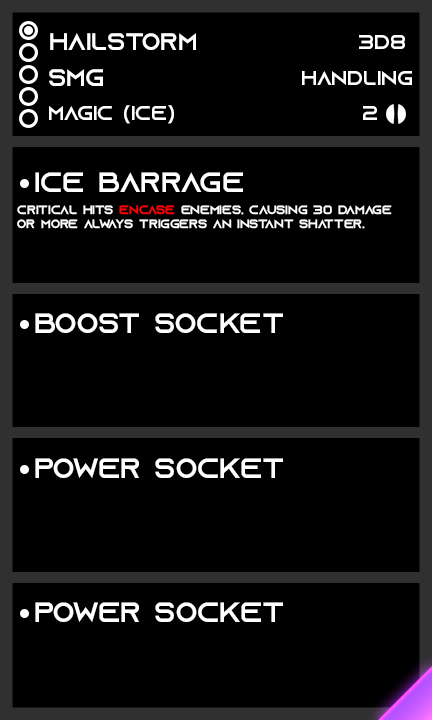 HAILSTORM 3D8
SMG HANDLING
MAGIC (ICE) 2
•ICE BARRAGE
CRITICAL HITS ENCASE ENEMIES. CAUSING 30 DAMAGE
OR MORE ALWAYS TRIGGERS AN INSTANT SHATTER.
•BOOST SOCKET
•POWER SOCKET
•POWER SOCKET